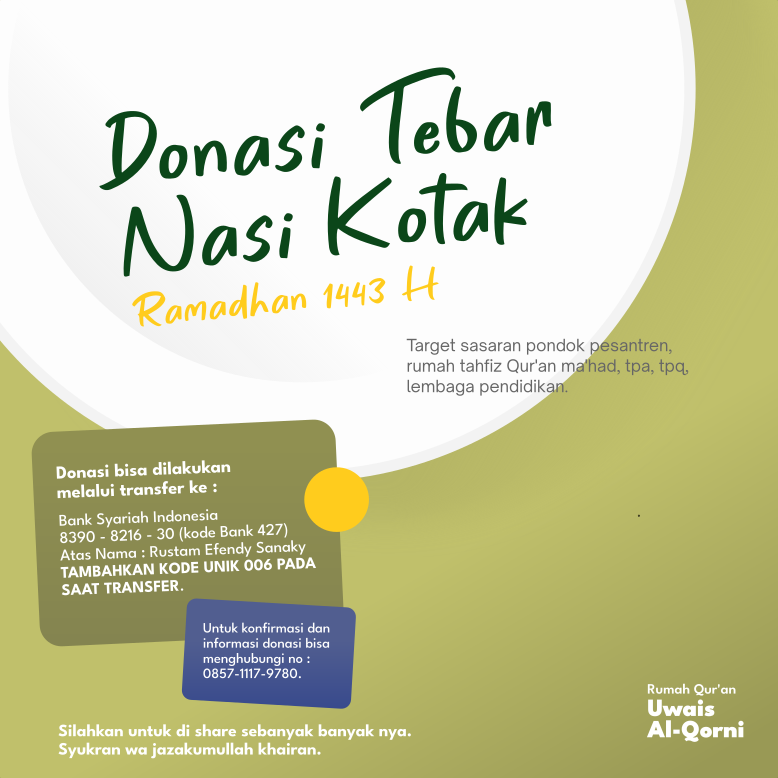 Donasi Tebar
Nasi Kotak
Ramadhan 1443 H
Target sasaran pondok pesantren,
rumah tahfiz Qur'an ma'had, tpa, tpq,
lembaga pendidikan.
Donasi bisa dilakukan
melalui transfer ke :
Bank Syariah Indonesia
8390 - 8216 - 30 (kode Bank 427)
Atas Nama : Rustam Efendy Sanaky
TAMBAHKAN KODE UNIK 006 PADA
SAAT TRANSFER.
Untuk konfirmasi dan
informasi donasi bisa
menghubungi no :
0857-1117-9780.
Silahkan untuk di share sebanyak banyak nya.
Syukran wa jazakumullah khairan.
Rumah Qur'an
Uwais
Al-Qorni